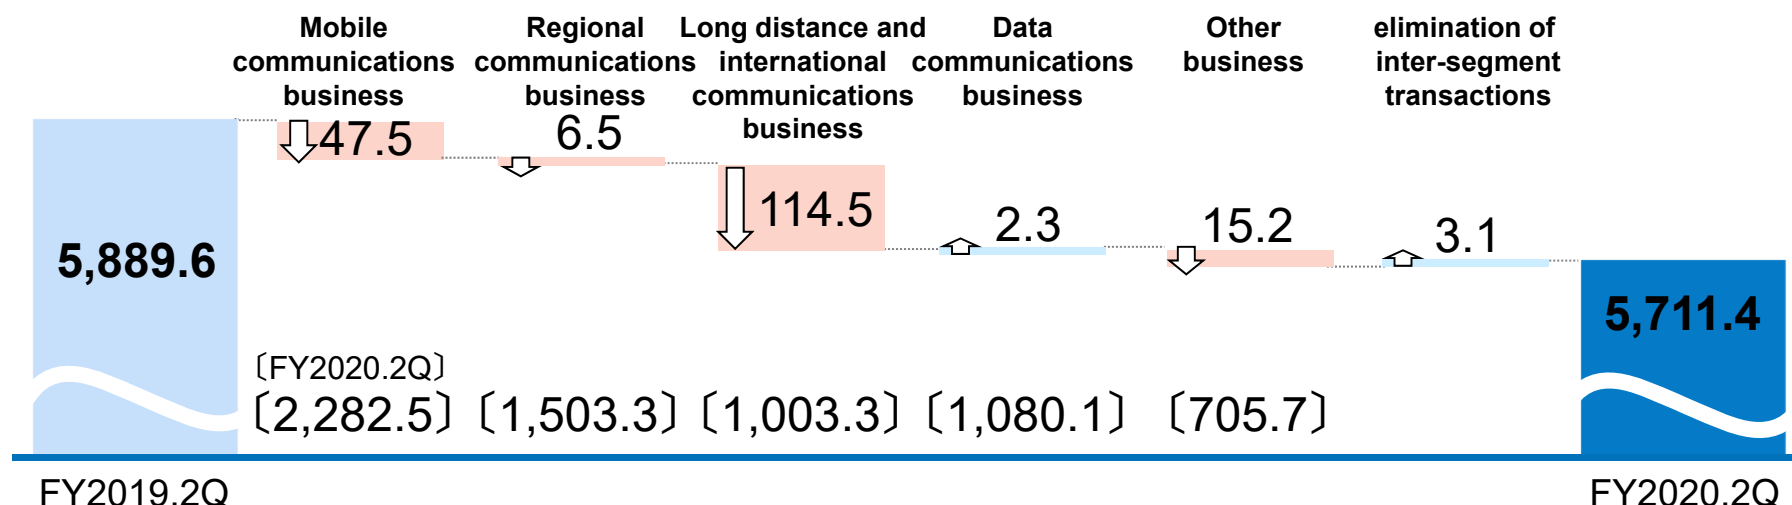 Mobile
communications
business
Regional
communications
business
Long distance and
international
communications
business
Data
communications
business
Other
business
elimination of
inter-segment
transactions
5,889.6
47.5
6.5
114.5
2.3
15.2
3.1
5,711.4
〔FY2020.2Q〕
〔2,282.5〕
〔1,503.3〕
〔1,003.3〕
〔1,080.1〕
〔705.7〕
FY2019.2Q
FY2020.2Q